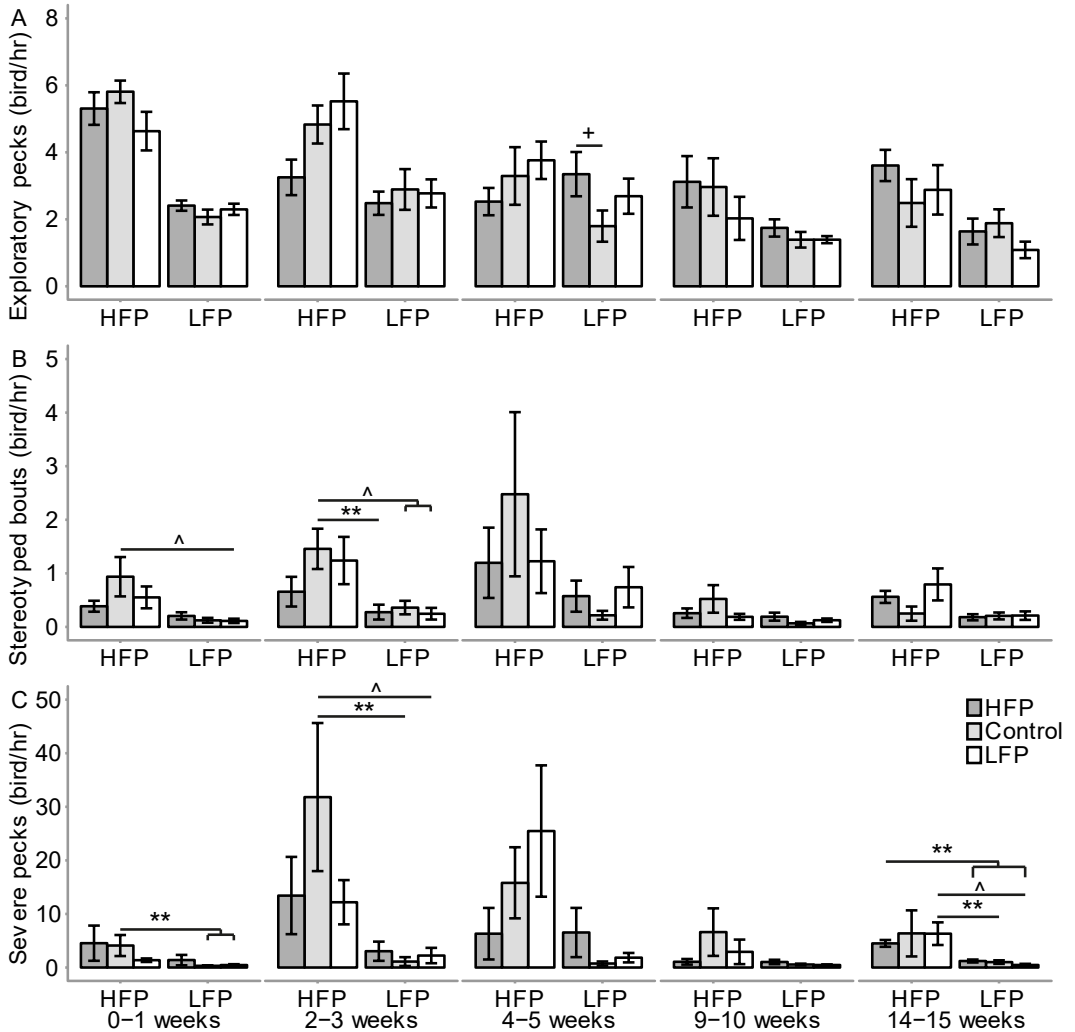 A
Exploratory pecks (bird/hr)
8
6
4
2
0
+
HFP LFP HFP LFP HFP LFP HFP LFP HFP LFP
B
Stereotyped bouts (bird/hr)
5
4
3
2
1
0
^
^
**
HFP LFP HFP LFP HFP LFP HFP LFP HFP LFP
C
Severe pecks (bird/hr)
50
40
30
20
10
0
^
**
**
**
^
**
HFP
Control
LFP
HFP LFP HFP LFP HFP LFP HFP LFP HFP LFP
0−1 weeks 2−3 weeks 4−5 weeks 9−10 weeks 14−15 weeks